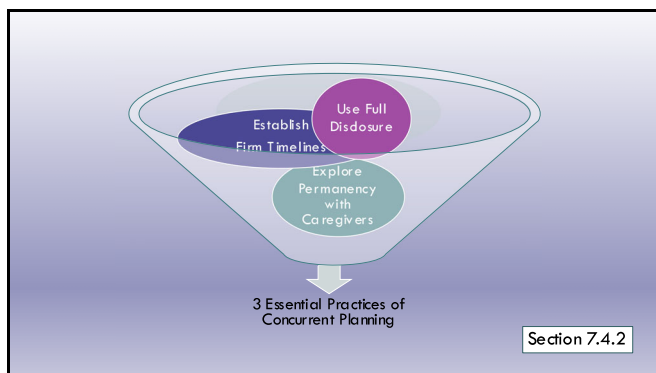 Use Full
Disclosure
Establish
Firm Timelines
Explore
Permanency
with
Caregivers
3 Essential Practices of
Concurrent Planning
Section 7.4.2